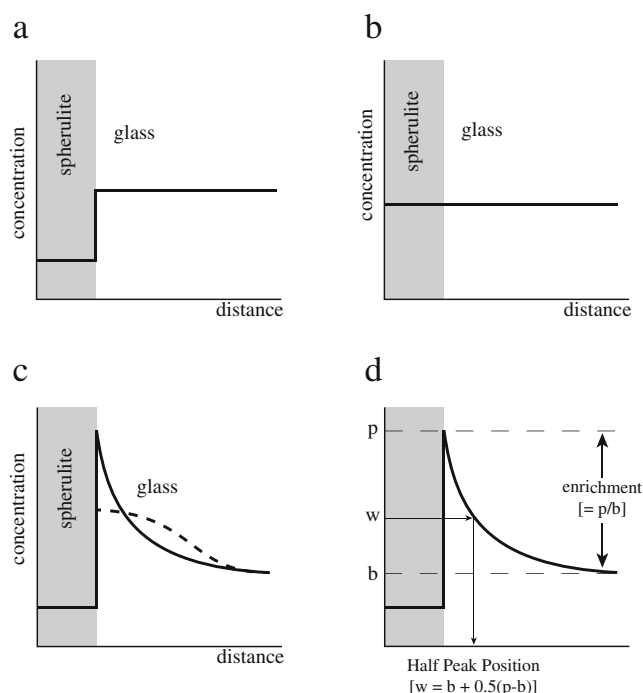 a
concentration
spherulite
glass
distance
b
concentration
spherulite
glass
distance
c
concentration
spherulite
glass
distance
d
p
w
b
enrichment
[= p/b]
Half Peak Position
[w = b + 0.5(p-b)]